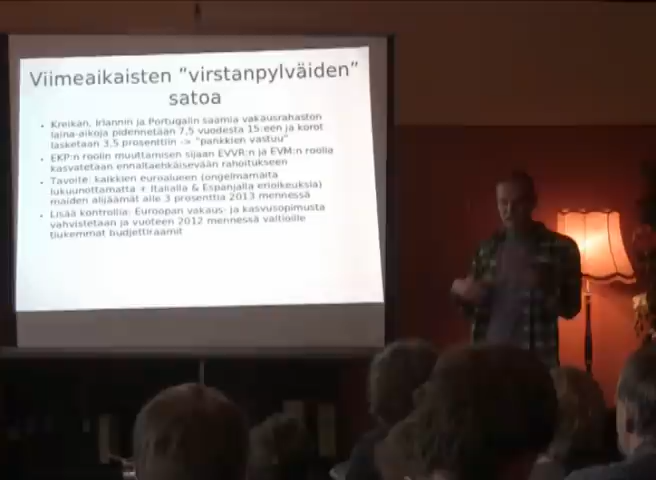 Viimeaikaisten ”virstanpylväiden”
satoa
• Kreikan, Irlannin ja Portugalin saamia vakausrahaston
laina-aikoja pidennetään 7,5 vuodesta 15:een ja korot
lasketaan 3,5 prosenttiin -> ”pankkien vastuu”
• EKP:n roolin muuttamisen sijaan EVVR:n ja EVM:n roolia
kasvatetaan ennaltaehkäisevään rahoitukseen
• Tavoite: kaikkien euroalueen (ongelmamaita
lukuunottamatta + Italialla & Espanjalla erioikeuksia)
maiden alijäämät alle 3 prosenttia 2013 mennessä
• Lisää kontrollia: Euroopan vakaus- ja kasvusopimusta
vahvistetaan ja vuoteen 2012 mennessä valtioille
tiukemmat budjettiraamit